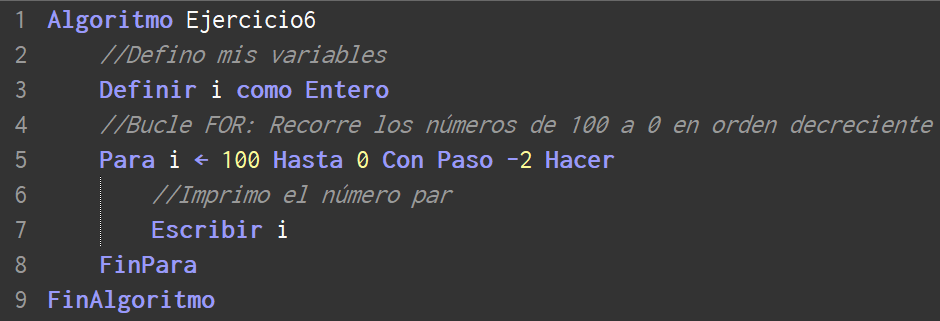 1 Algoritmo Ejercicio6
2 //Defino mis variables
3 Definir i como Entero
4 //Bucle FOR: Recorre los números de 100 a 0 en orden decreciente
5 Para i ← 100 Hasta 0 Con Paso -2 Hacer
6 //Imprimo el número par
7 Escribir i
8 FinPara
9 FinAlgoritmo